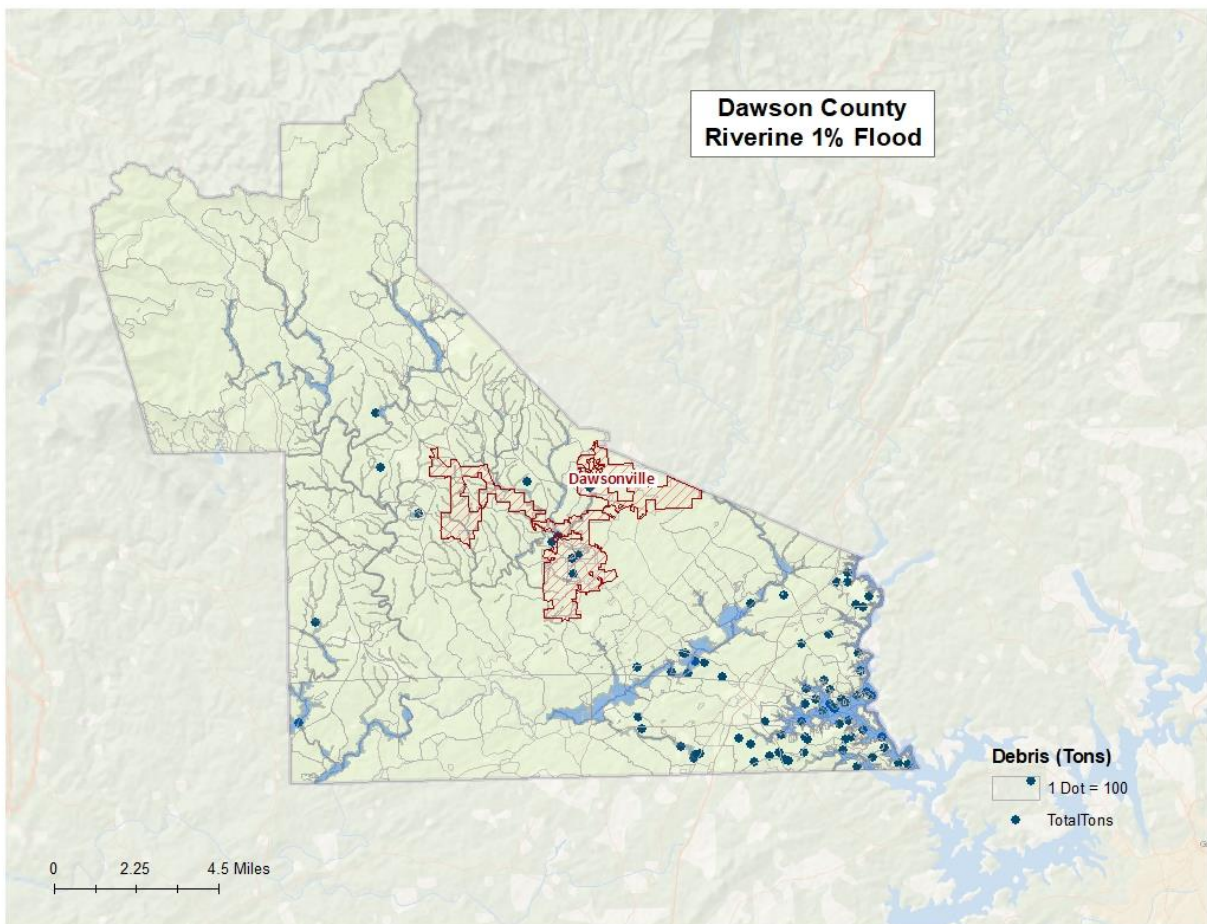 Dawson County
Riverine 1% Flood
Dawsonville
Debris (Tons)
1 Dot = 100
TotalTons
0 2.25 4.5 Miles